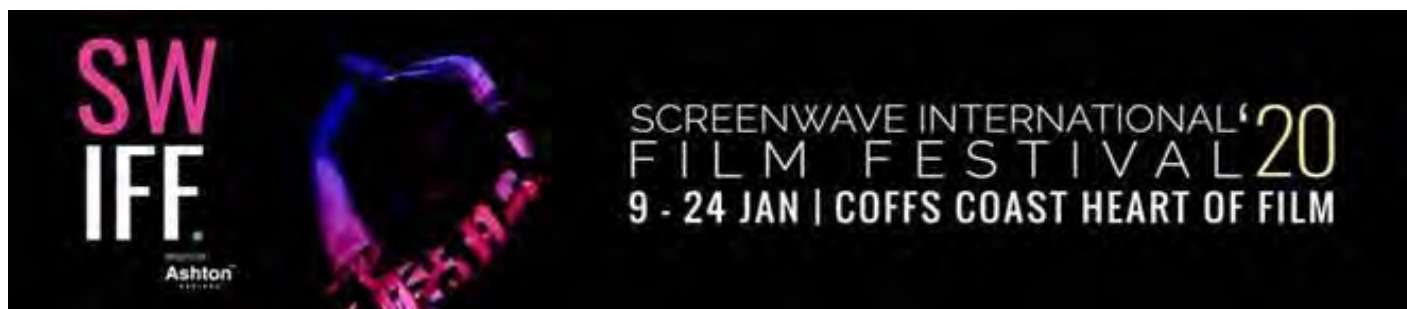 SW
IFF.
Ashton
SCREENWAVE INTERNATIONAL '20
FILM FESTIVAL
9 - 24 JAN | COFFS COAST HEART OF FILM